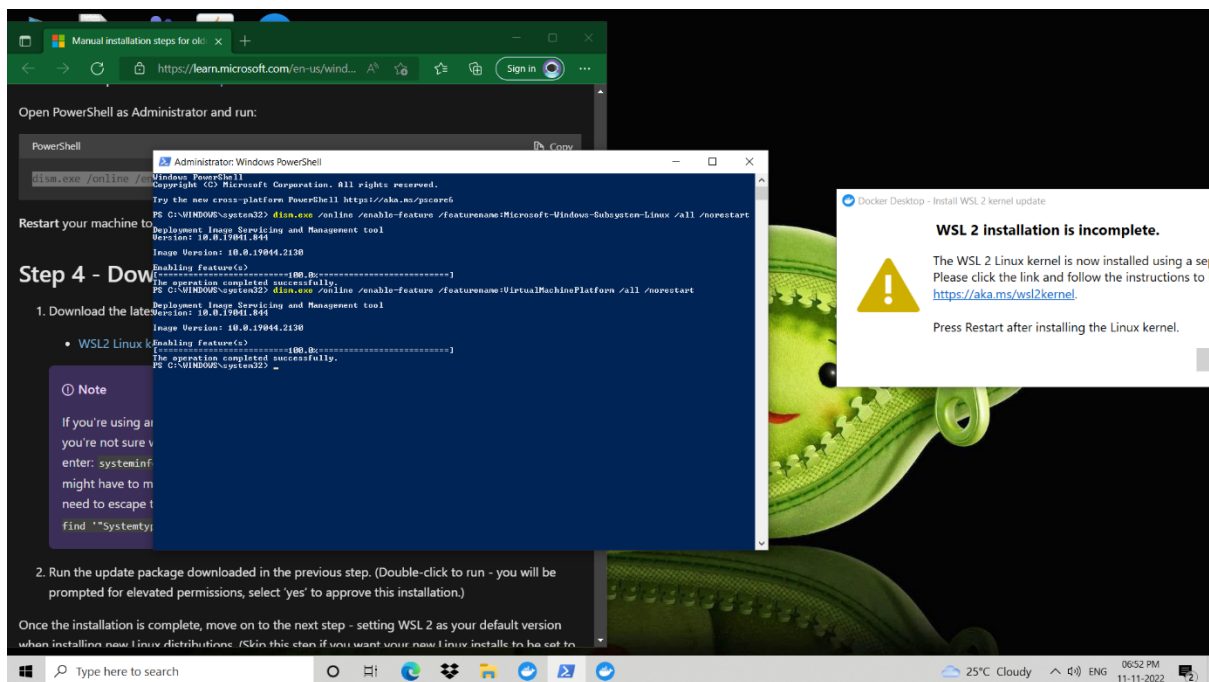 Manual installation steps for old
https://learn.microsoft.com/en-us/wind...
Sign in
Open PowerShell as Administrator and run:
PowerShell
Copy
dism.exe /online /en
Restart your machine to
Step 4 - Dow
1. Download the lates
• WSL2 Linux k
Note
If you're using an
you're not sure
enter: systeminf
might have to m
need to escape t
find '"Systemtyp
2. Run the update package downloaded in the previous step. (Double-click to run - you will be
prompted for elevated permissions, select 'yes' to approve this installation.)
Once the installation is complete, move on to the next step - setting WSL 2 as your default version
when installing new Linux distributions. (Skip this step if you want your new Linux installs to be set to
Administrator: Windows PowerShell
Windows PowerShell
Copyright (C) Microsoft Corporation. All rights reserved.
Try the new cross-platform PowerShell https://aka.ms/pscore6
PS C:\WINDOWS\system32> dism.exe /online /enable-feature /featurename:Microsoft-Windows-Subsystem-Linux /all /norestart
Deployment Image Servicing and Management tool
Version: 10.0.19041.844
Image Version: 10.0.19044.2130
Enabling feature(s)
[==========================100.0%==========================]
The operation completed successfully.
PS C:\WINDOWS\system32> dism.exe /online /enable-feature /featurename:VirtualMachinePlatform /all /norestart
Deployment Image Servicing and Management tool
Version: 10.0.19041.844
Image Version: 10.0.19044.2130
Enabling feature(s)
[==========================100.0%==========================]
The operation completed successfully.
PS C:\WINDOWS\system32> _
Docker Desktop - Install WSL 2 kernel update
WSL 2 installation is incomplete.
The WSL 2 Linux kernel is now installed using a sep
Please click the link and follow the instructions to
https://aka.ms/wsl2kernel.
Press Restart after installing the Linux kernel.
Type here to search
25°C Cloudy
ENG
06:52 PM
11-11-2022
2